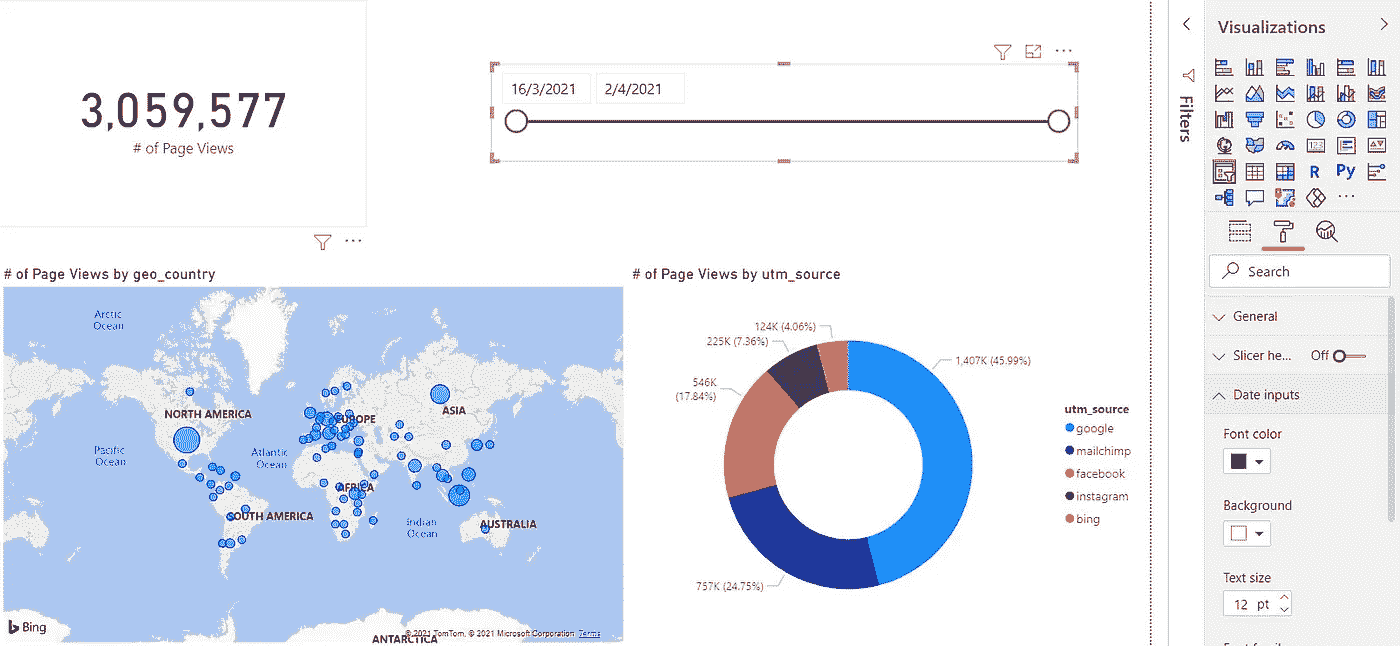 3,059,577
# of Page Views
16/3/2021 2/4/2021
# of Page Views by geo_country
Arctic
Ocean
NORTH AMERICA
EUROPE
ASIA
Pacific
Ocean
Atlantic
Ocean
AFRICA
SOUTH AMERICA
Indian
Ocean
AUSTRALIA
ANTARCTICA
Bing
© 2021 TomTom, © 2021 Microsoft Corporation Terms
# of Page Views by utm_source
124K (4.06%)
225K (7.36%)
546K
(17.84%)
757K (24.75%)
1,407K (45.99%)
utm_source
google
mailchimp
facebook
instagram
bing
Filters
Visualizations
123
R Py
Search
General
Slicer he... Off
Date inputs
Font color
Background
Text size
12 pt